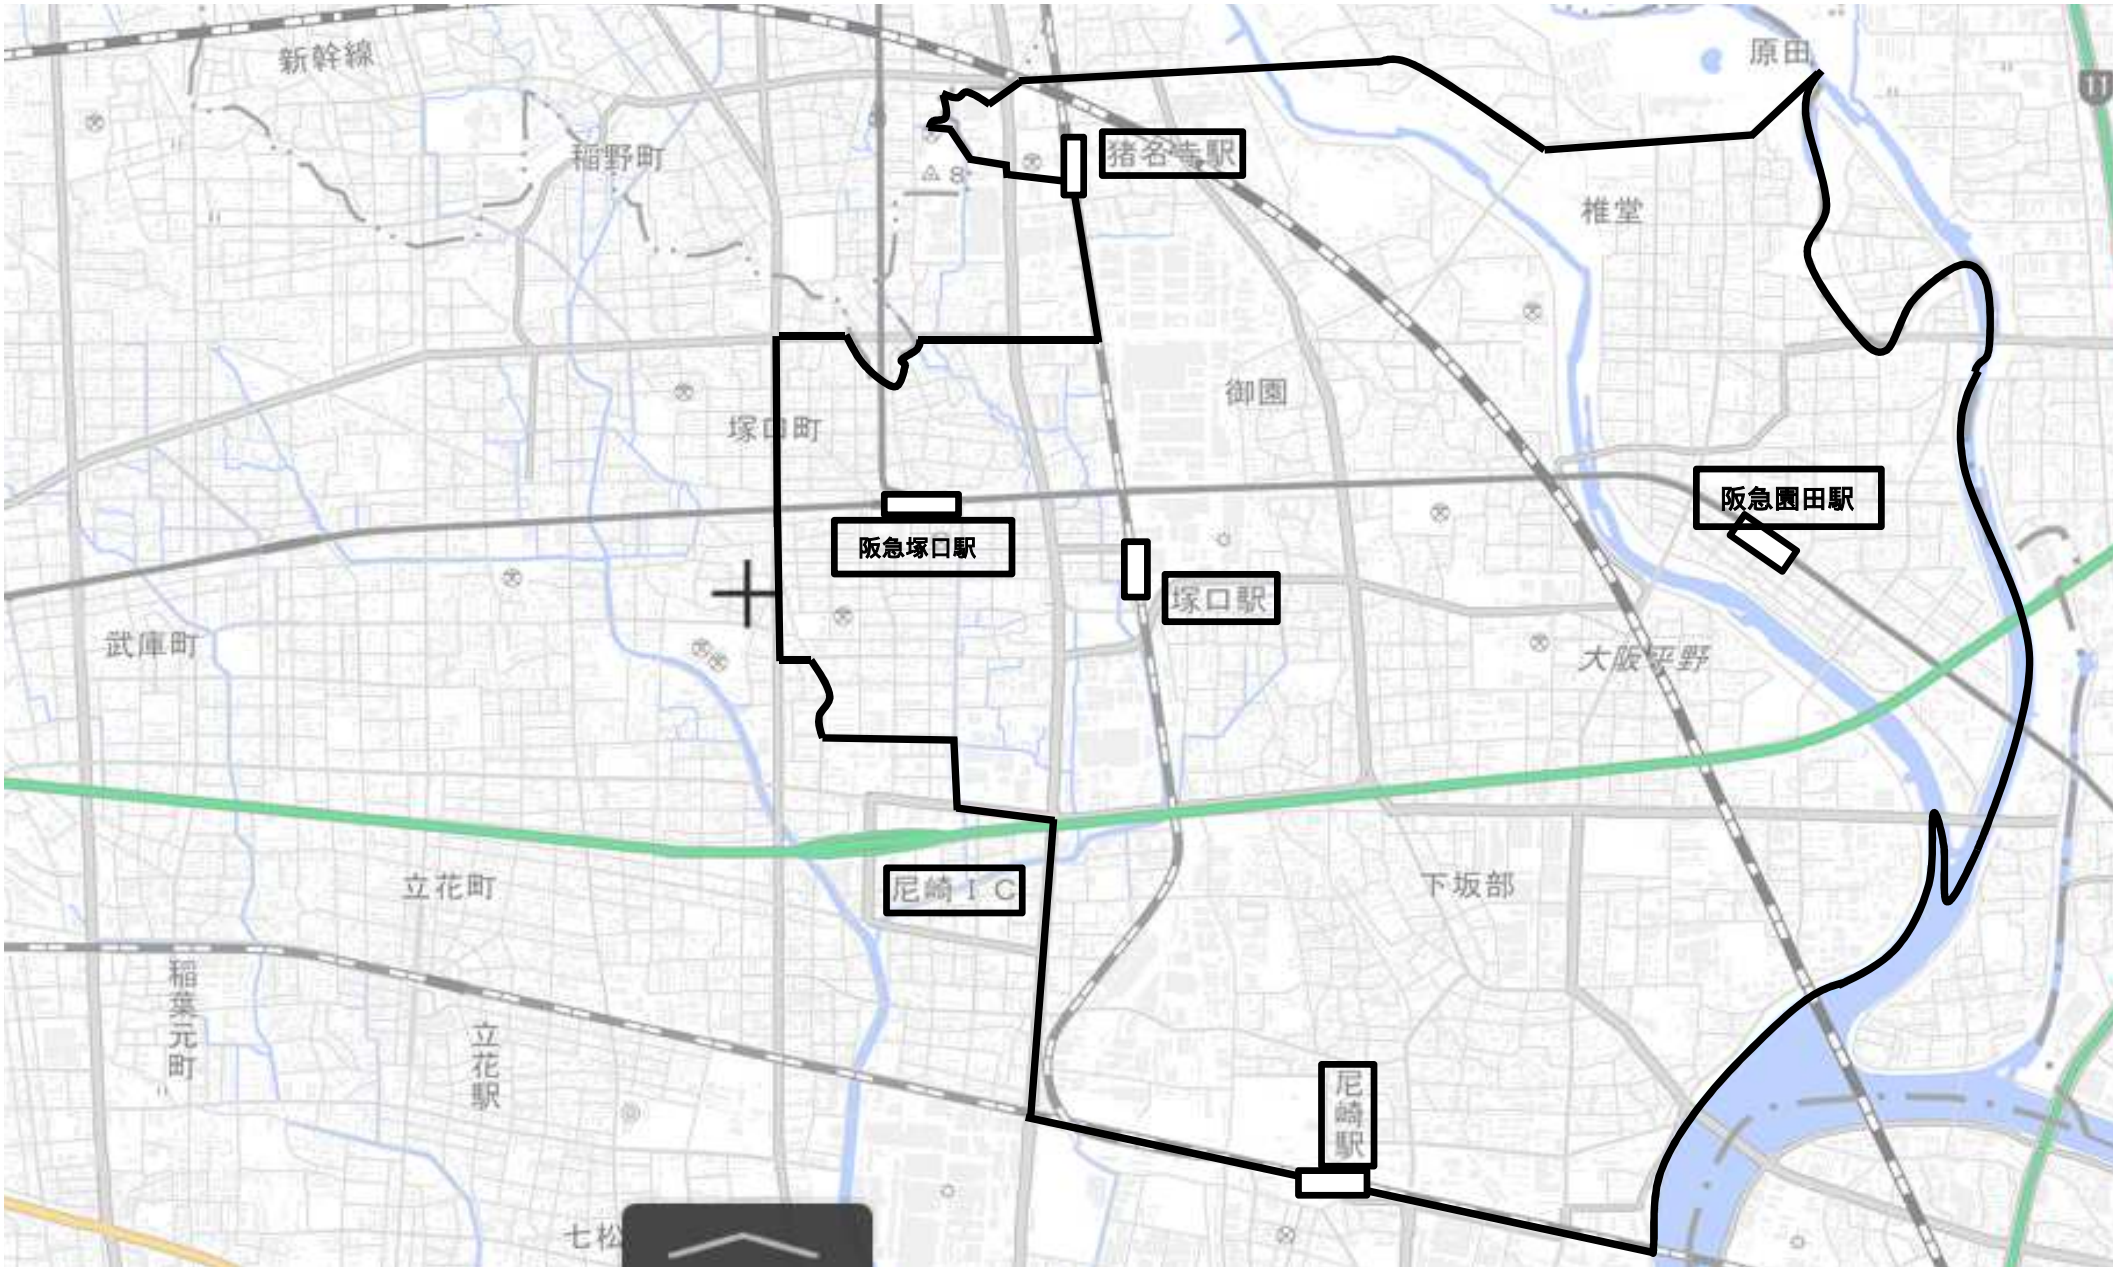 新幹線
原田
11
稲野町
猪名寺駅
8
椎堂
御園
塚口町
阪急園田駅
阪急塚口駅
塚口駅
武庫町
大阪平野
立花町
尼崎IC
下坂部
稲葉元町
立花駅
尼崎駅
七松